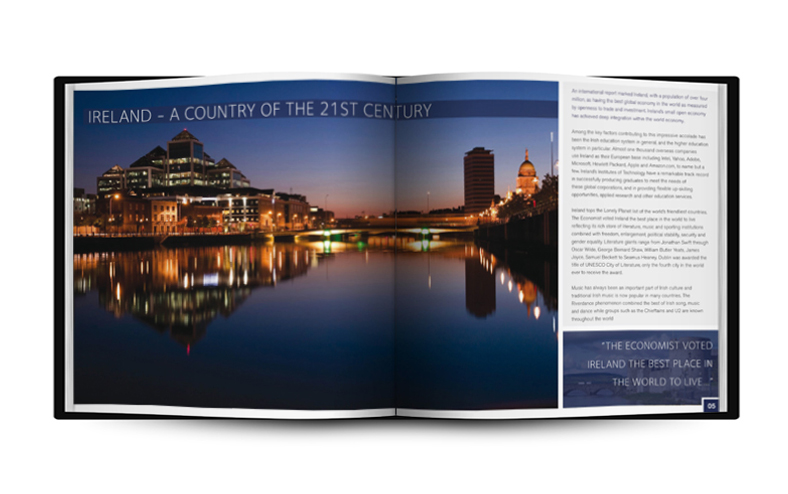 IRELAND – A COUNTRY OF THE 21ST CENTURY
An international report named Ireland, with a population of over four
million, as having the best global economy in the world as measured
by openness to trade and investment. Ireland's small open economy
has achieved deep integration within the world economy.
Among the key factors contributing to this impressive accolade has
been the Irish education system in general, and the higher education
system in particular. Almost one thousand overseas companies
use Ireland as their European base including Intel, Yahoo, Adobe,
Microsoft, Hewlett Packard, Apple and Amazon.com, to name but a
few. Ireland's Institutes of Technology have a remarkable track record
in successfully producing graduates to meet the needs of
these global corporations, and in providing flexible up-skilling
opportunities, applied research and other education services.
Ireland tops the Lonely Planet list of the world's friendliest countries.
The Economist voted Ireland the best place in the world to live
reflecting its rich store of literature, music and sporting institutions
combined with freedom, enlargement, political stability, security and
gender equality. Literature giants range from Jonathan Swift through
Oscar Wilde, George Bernard Shaw, William Butler Yeats, James
Joyce, Samuel Beckett to Seamus Heaney. Dublin was awarded the
title of UNESCO City of Literature, only the fourth city in the world
ever to receive the award.
Music has always been an important part of Irish culture and
traditional Irish music is now popular in many countries. The
Riverdance phenomenon combined the best of Irish song, music
and dance while groups such as the Chieftains and U2 are known
throughout the world
"THE ECONOMIST VOTED
IRELAND THE BEST PLACE IN
THE WORLD TO LIVE..."
05